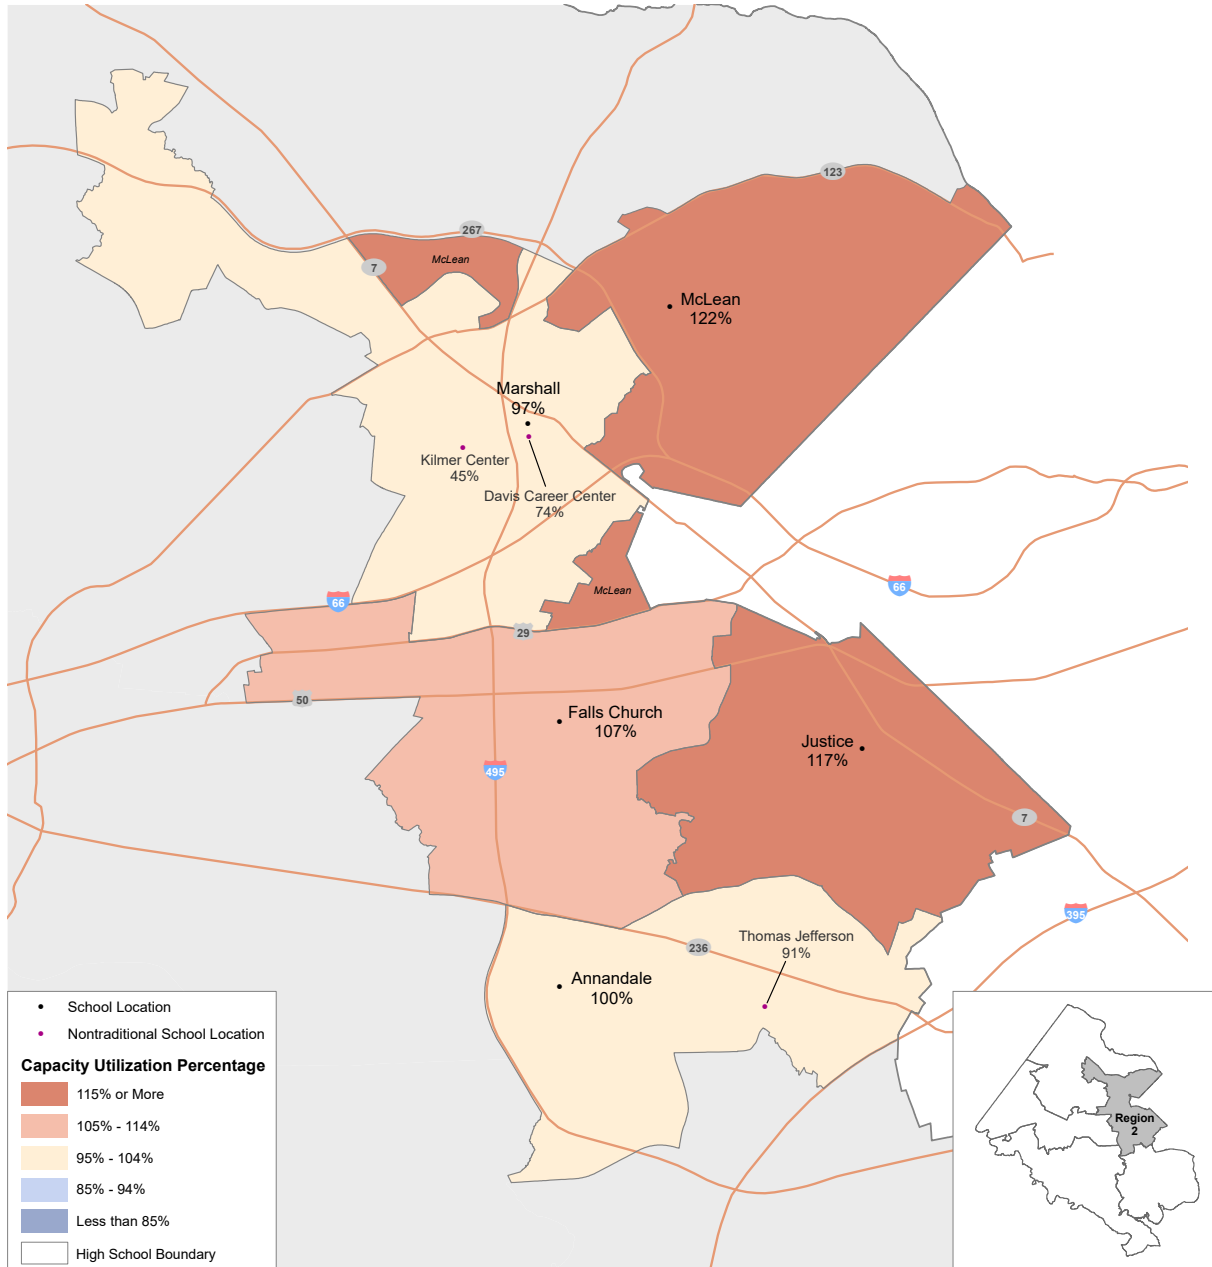 123
267
McLean
7
McLean
122%
Marshall
97%
Kilmer Center
45%
Davis Career Center
74%
66
McLean
66
29
50
Falls Church
107%
Justice
117%
495
7
395
Thomas Jefferson
91%
236
Annandale
100%
School Location
Nontraditional School Location
Capacity Utilization Percentage
115% or More
105% - 114%
95% - 104%
85% - 94%
Less than 85%
High School Boundary
Region
2